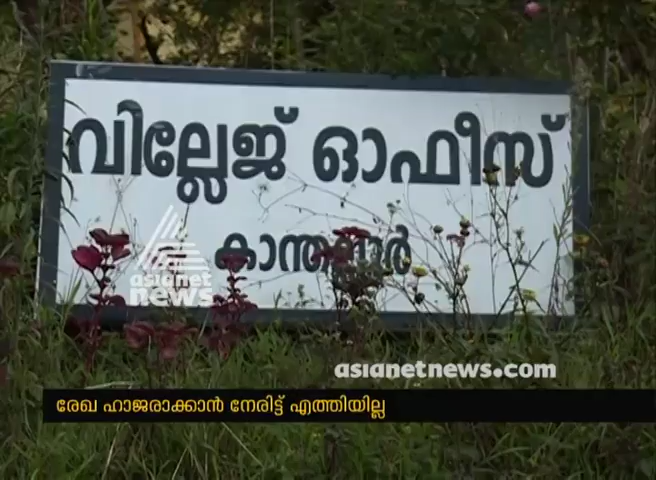 വില്ലേജ് ഓഫീസ്
കാന്തല്ലൂർ
asianet
news
asianetnews.com
രേഖ ഹാജരാക്കാൻ നേരിട്ട് എത്തിയില്ല